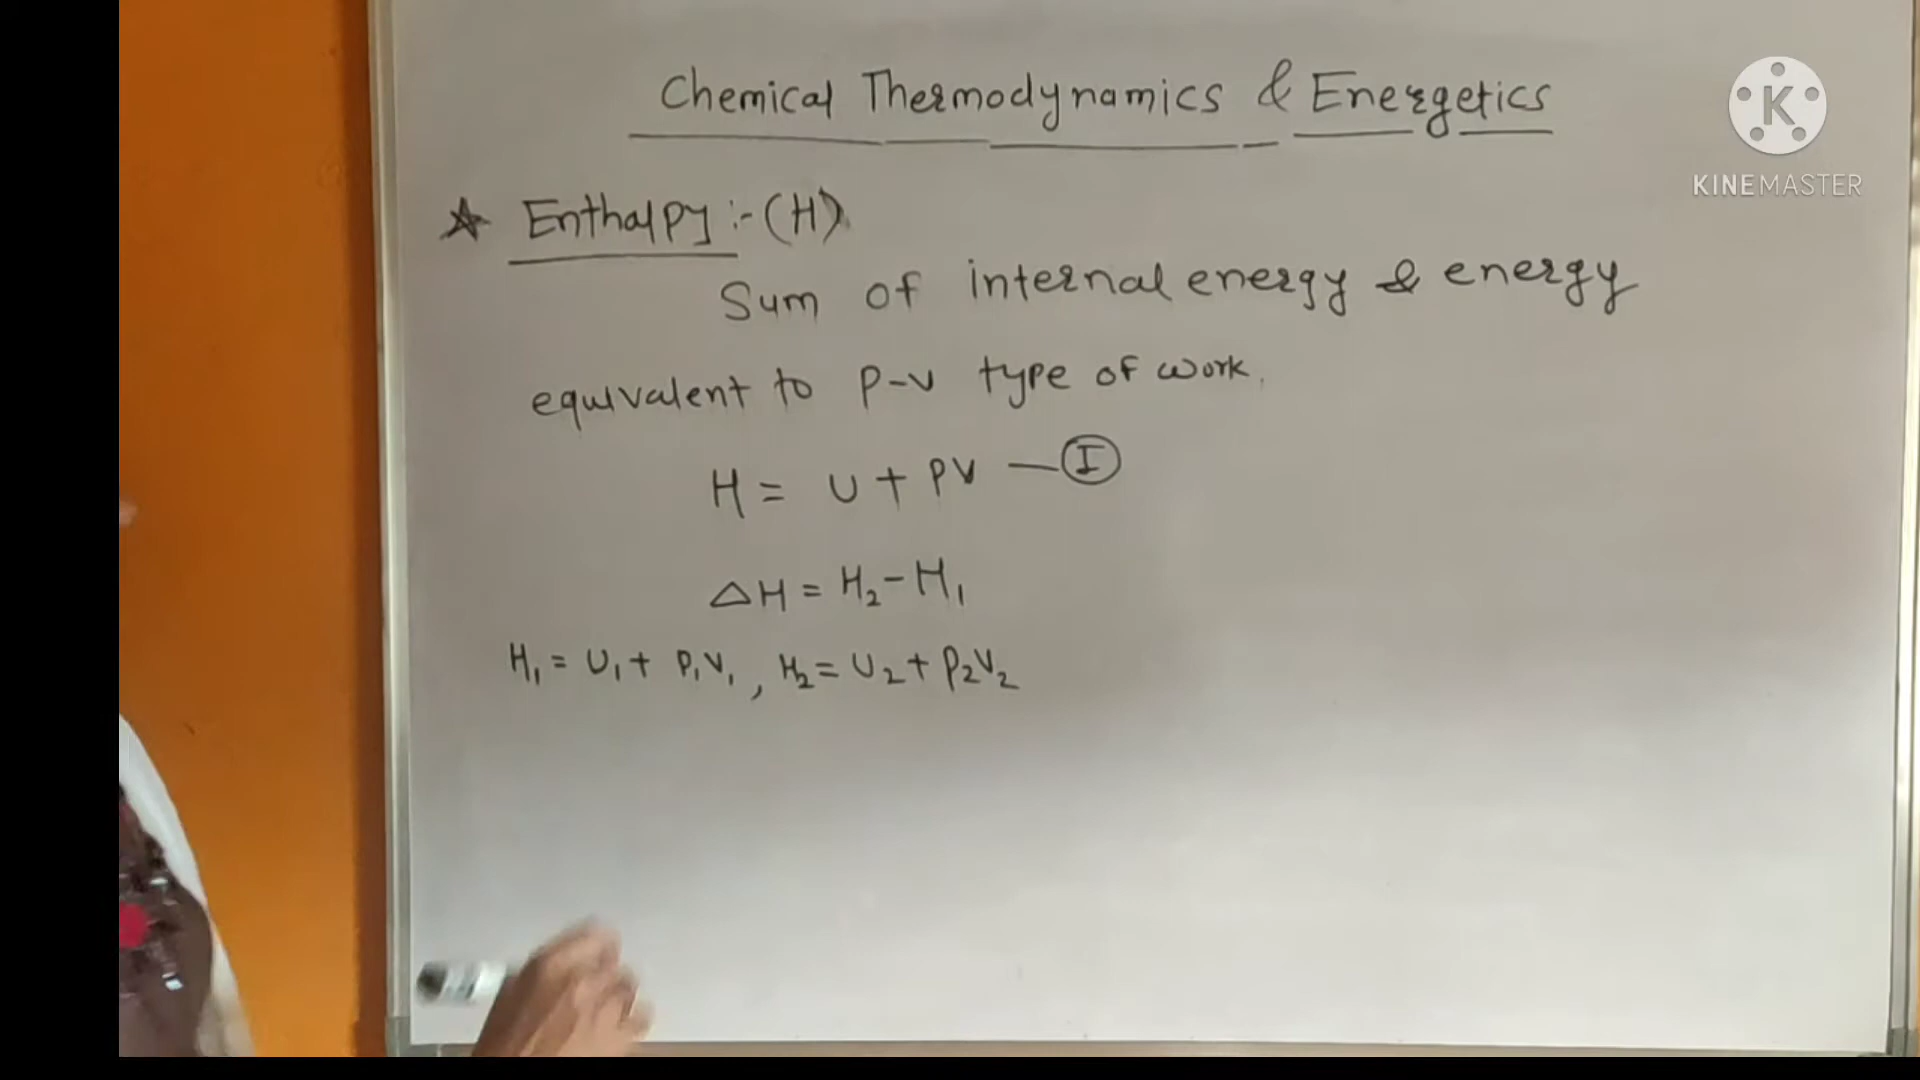 Chemical Thermodynamics & Energetics
KINEMASTER
☆ Enthalpy :- (H)
Sum of internal energy & energy
equivalent to P-V type of work.
H = U + PV — Ⓘ
△H = H₂ - H₁
H₁ = U₁ + P₁V₁ , H₂ = U₂ + P₂V₂